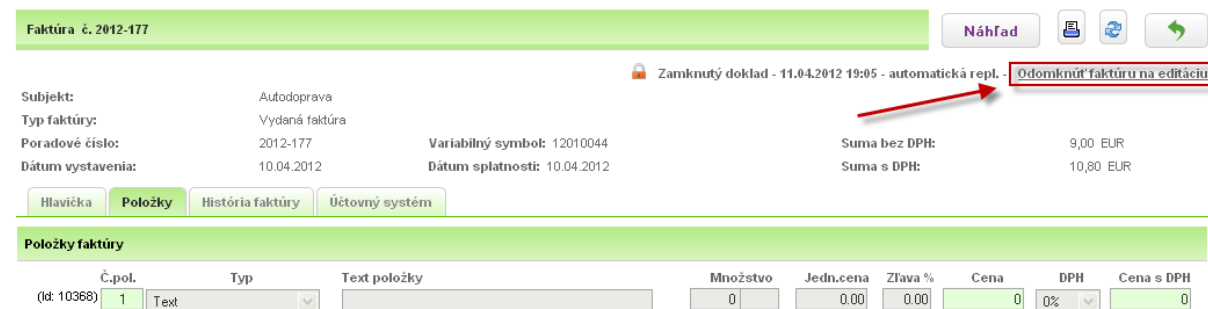 Faktúra č. 2012-177 Náhľad
Zamknutý doklad - 11.04.2012 19:05 - automatická repl. - Odomknúť faktúru na editáciu
Subjekt: Autodoprava
Typ faktúry: Vydaná faktúra
Poradové číslo: 2012-177 Variabilný symbol: 12010044 Suma bez DPH: 9,00 EUR
Dátum vystavenia: 10.04.2012 Dátum splatnosti: 10.04.2012 Suma s DPH: 10,80 EUR
Hlavička Položky História faktúry Účtovný systém
Položky faktúry
Č.pol. Typ Text položky Množstvo Jedn.cena Zľava % Cena DPH Cena s DPH
(Id: 10368) 1 Text 0 0.00 0.00 0 0% 0